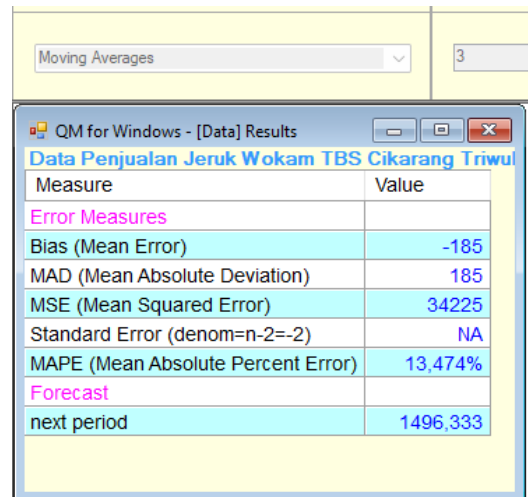 Moving Averages
3
QM for Windows - [Data] Results
Data Penjualan Jeruk Wokam TBS Cikarang Triwul
Measure Value
Error Measures
Bias (Mean Error) -185
MAD (Mean Absolute Deviation) 185
MSE (Mean Squared Error) 34225
Standard Error (denom=n-2=-2) NA
MAPE (Mean Absolute Percent Error) 13,474%
Forecast
next period 1496,333